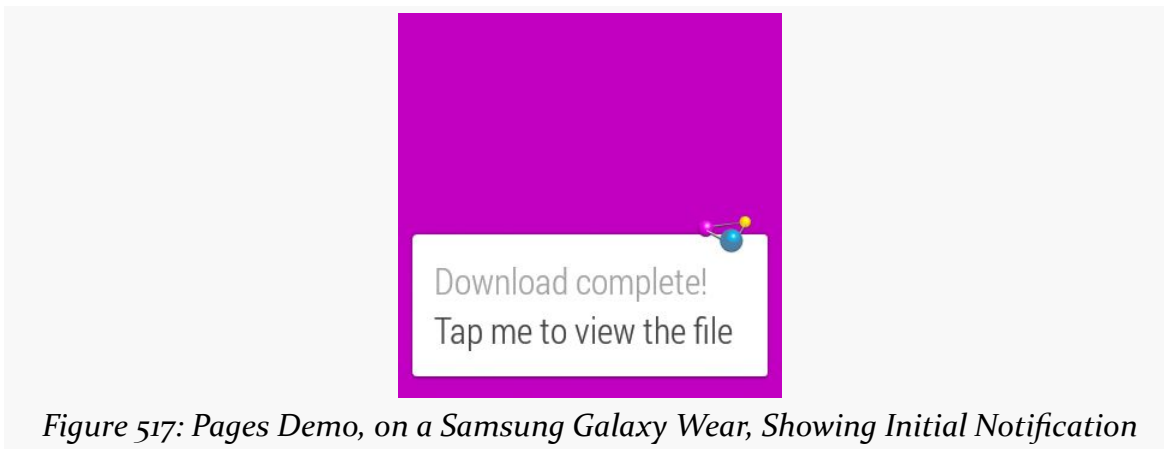 Download complete!
Tap me to view the file
Figure 517: Pages Demo, on a Samsung Galaxy Wear, Showing Initial Notification